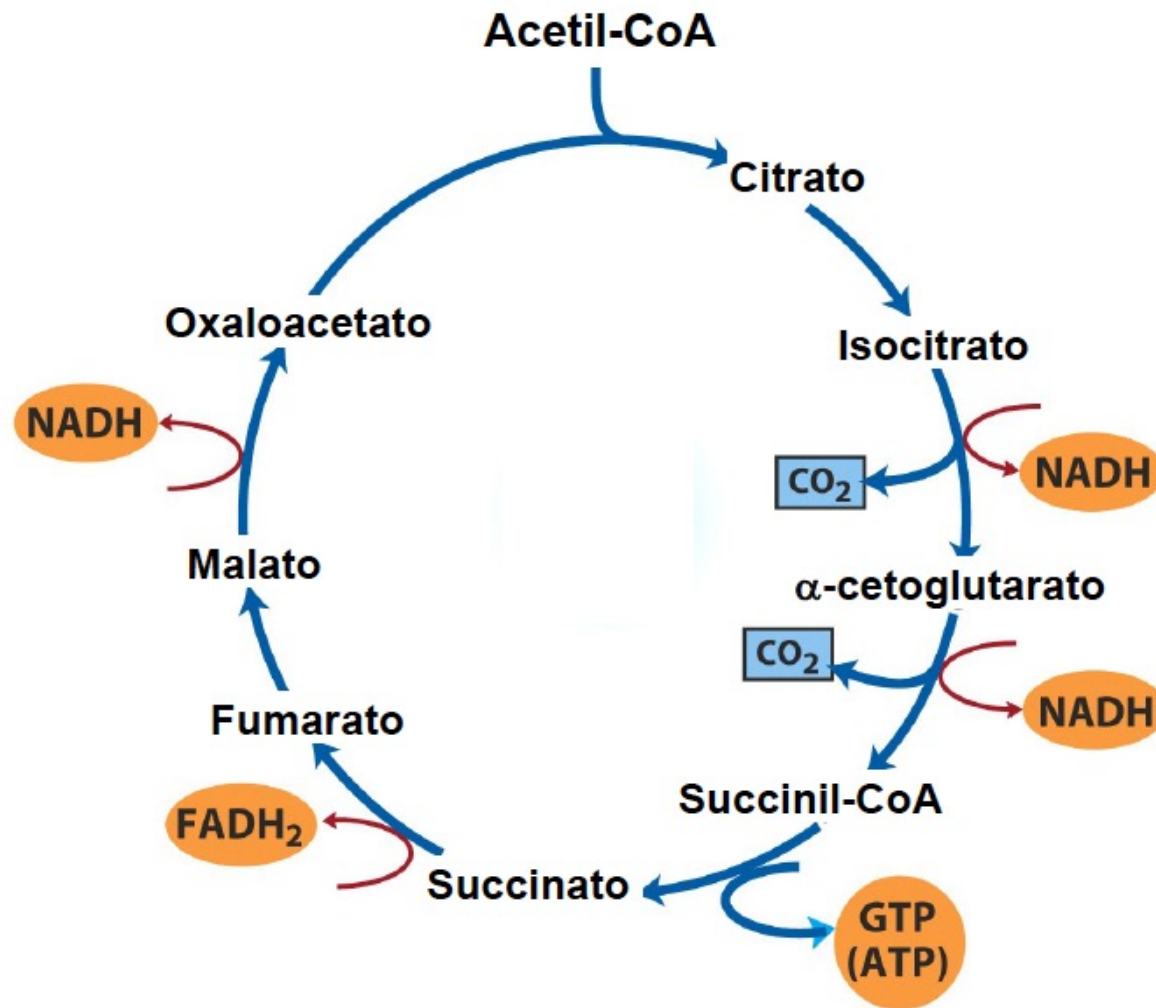 Acetil-CoA
Citrato
Oxaloacetato
Isocitrato
NADH
NADH
CO₂
Malato
α-cetoglutarato
CO₂
NADH
Fumarato
Succinil-CoA
FADH₂
Succinato
GTP
(ATP)